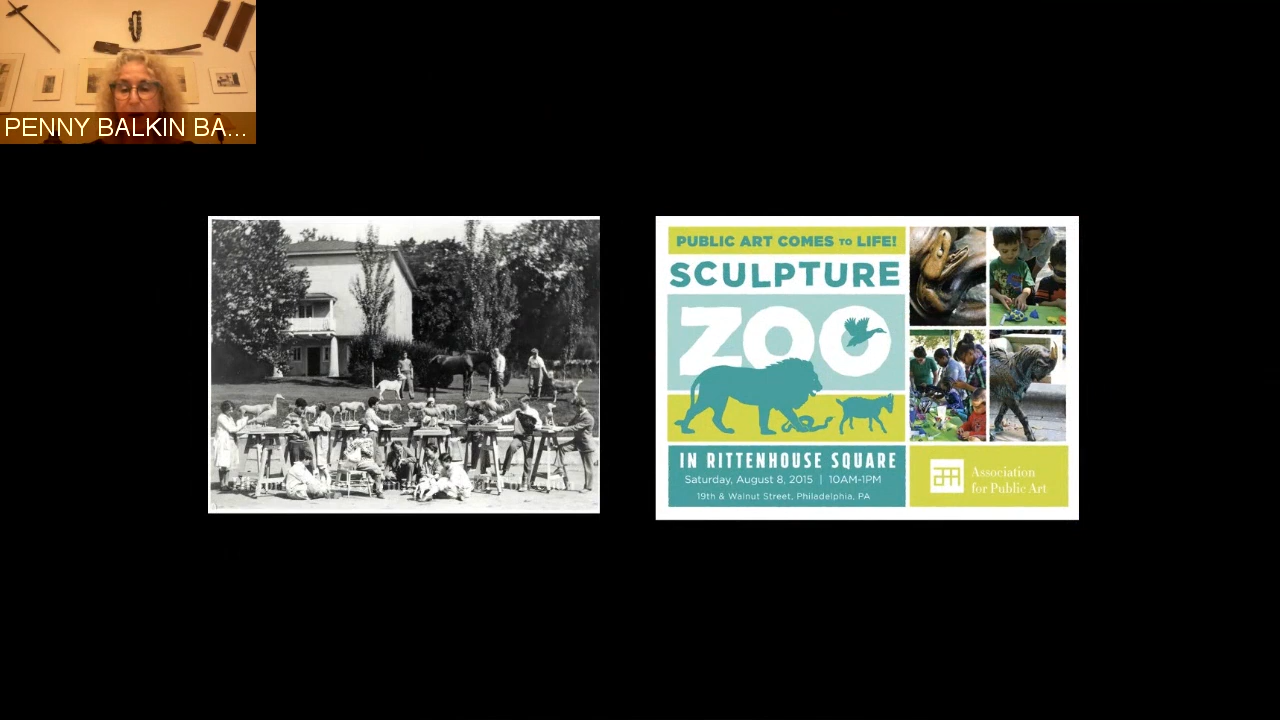 PENNY BALKIN BA...
PUBLIC ART COMES TO LIFE!
SCULPTURE
ZOO
IN RITTENHOUSE SQUARE
Saturday, August 8, 2015 | 10AM-1PM
19th & Walnut Street, Philadelphia, PA
Association
for Public Art